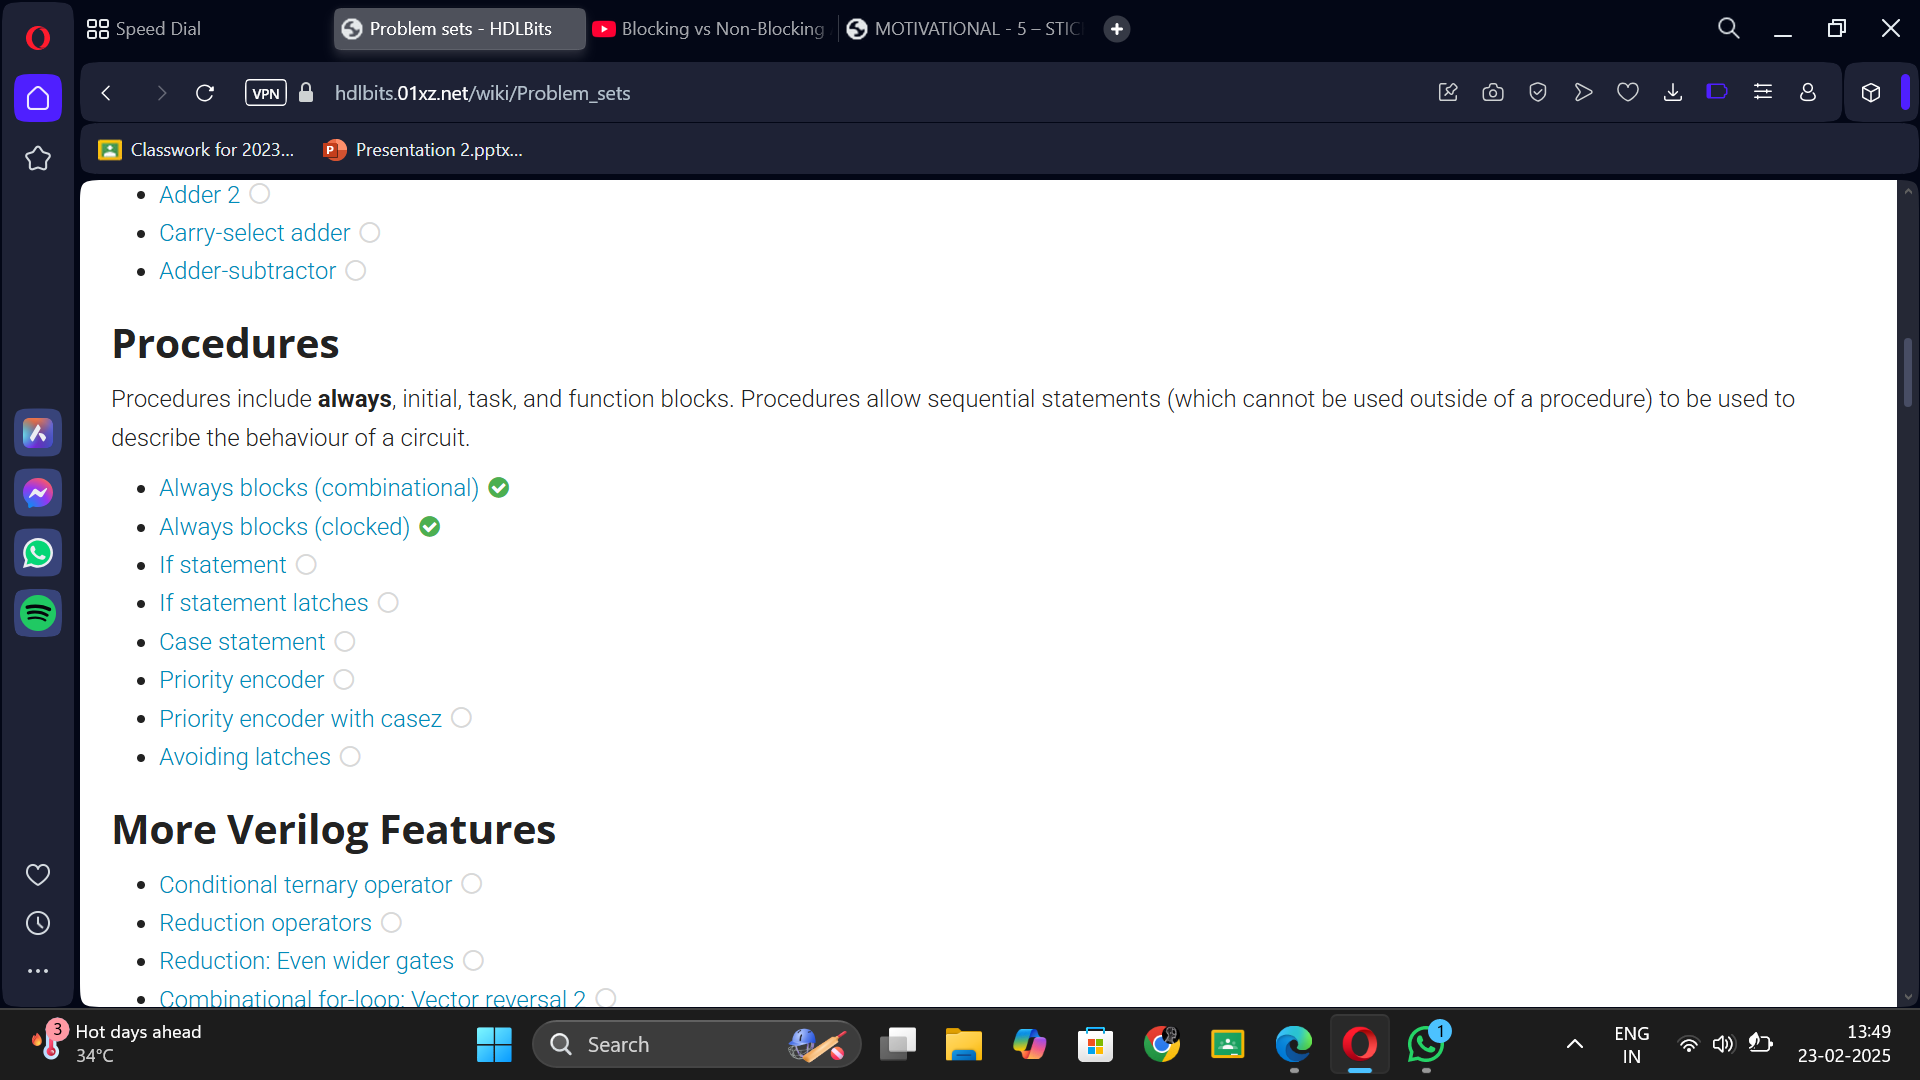 Speed Dial
Problem sets - HDLBits
Blocking vs Non-Blocking
MOTIVATIONAL - 5 – STIC
VPN
hdlbits.01xz.net/wiki/Problem_sets
Classwork for 2023...
P
Presentation 2.pptx...
Adder 2
Carry-select adder
Adder-subtractor
Procedures
Procedures include always, initial, task, and function blocks. Procedures allow sequential statements (which cannot be used outside of a procedure) to be used to
describe the behaviour of a circuit.
Always blocks (combinational)
Always blocks (clocked)
If statement
If statement latches
Case statement
Priority encoder
Priority encoder with casez
Avoiding latches
More Verilog Features
Conditional ternary operator
Reduction operators
Reduction: Even wider gates
Combinational for-loop: Vector reversal 2
3
Hot days ahead
34°C
Search
1
ENG
IN
13:49
23-02-2025